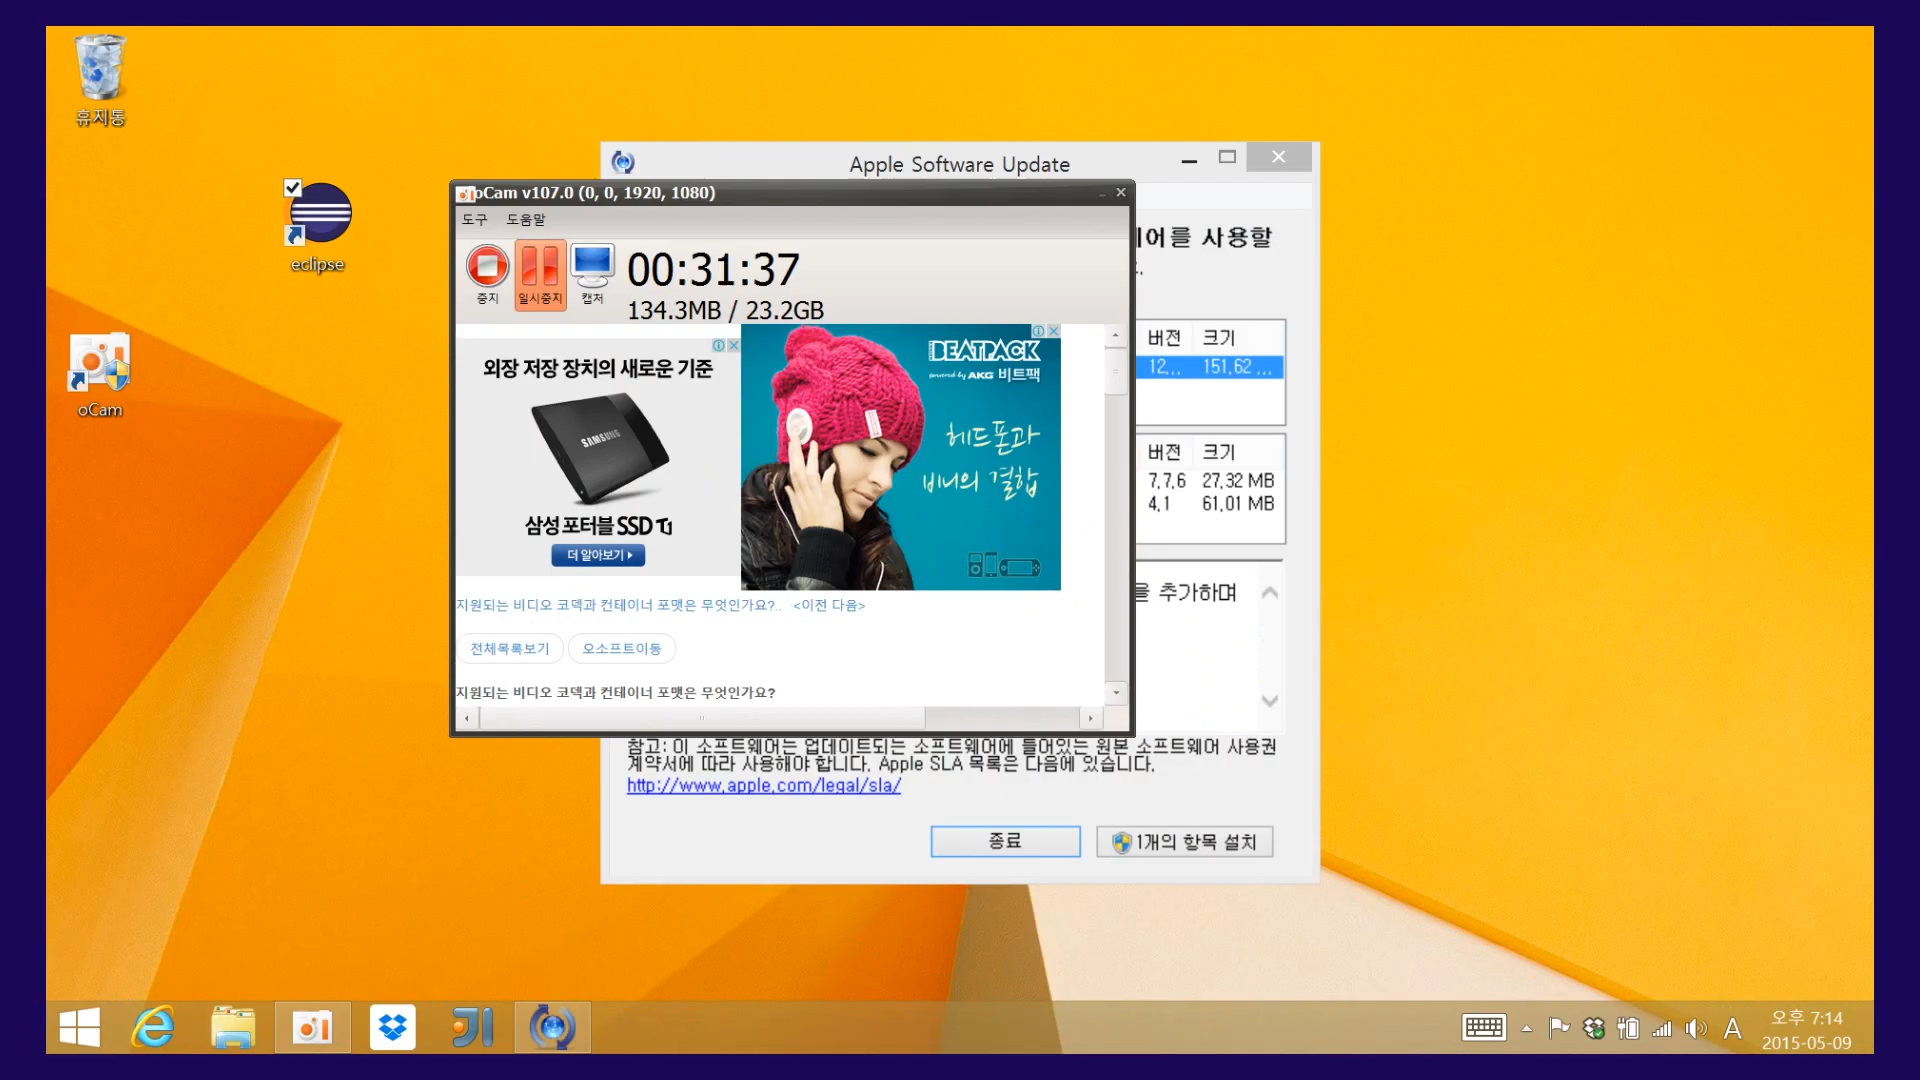 휴지통
eclipse
oCam
Apple Software Update
oCam v107.0 (0, 0, 1920, 1080)
도구 도움말
중지 일시중지 캡처
00:31:37
134.3MB / 23.2GB
외장 저장 장치의 새로운 기준
SAMSUNG
삼성 포터블 SSD T1
더 알아보기
BEATPACK
powered by AKG 비트팩
헤드폰과
비니의 결합
지원되는 비디오 코덱과 컨테이너 포맷은 무엇인가요?.. <이전 다음>
전체목록보기 오소프트이동
지원되는 비디오 코덱과 컨테이너 포맷은 무엇인가요?
어를 사용할
버전 크기
12,... 151,62 ...
버전 크기
7,7,6 27,32 MB
4,1 61,01 MB
을 추가하며
참고: 이 소프트웨어는 업데이트되는 소프트웨어에 들어있는 원본 소프트웨어 사용권
계약서에 따라 사용해야 합니다. Apple SLA 목록은 다음에 있습니다.
http://www.apple.com/legal/sla/
종료 1개의 항목 설치
A
오후 7:14
2015-05-09